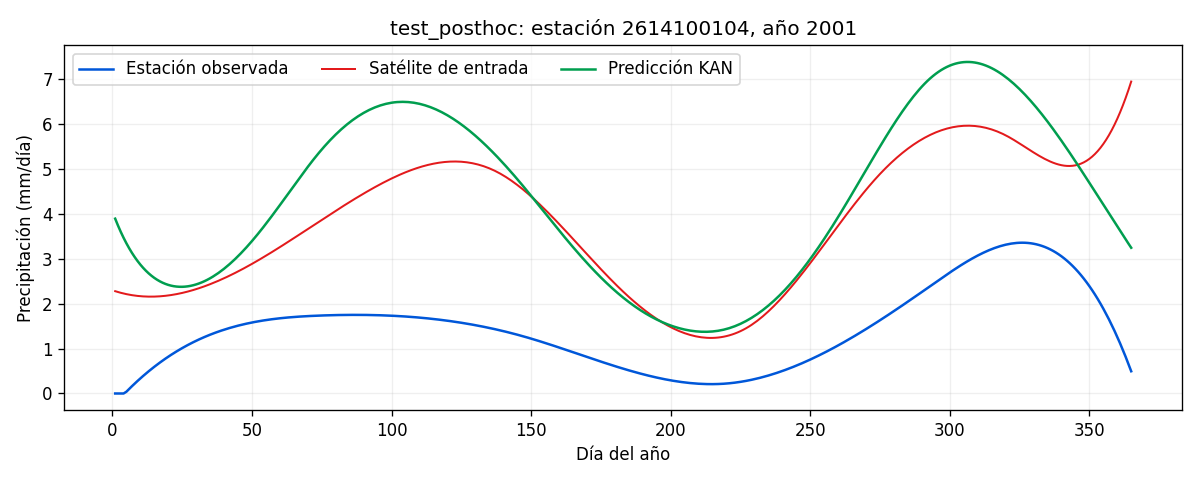 test_posthoc: estación 2614100104, año 2001
Estación observada
Satélite de entrada
Predicción KAN
Precipitación (mm/día)
7
6
5
4
3
2
1
0
0 50 100 150 200 250 300 350
Día del año